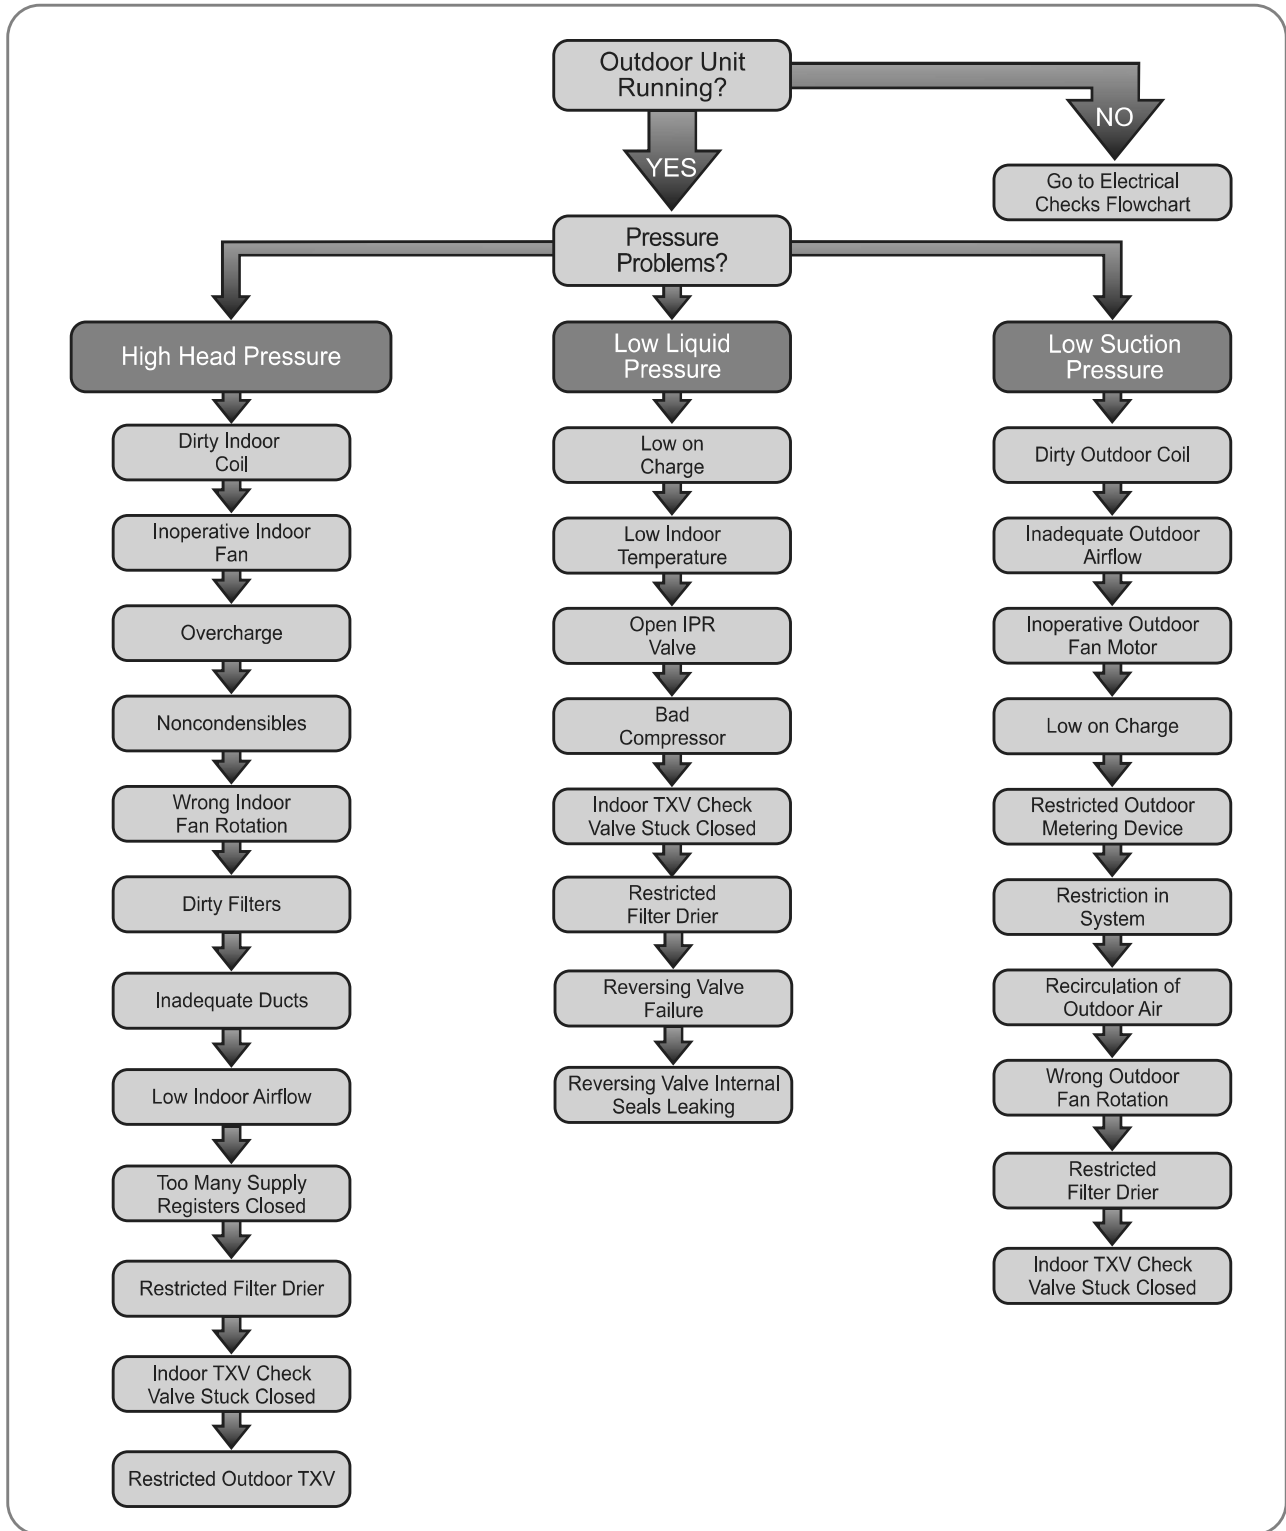 Outdoor Unit
Running?
NO
YES
Go to Electrical
Checks Flowchart
Pressure
Problems?
High Head Pressure
Dirty Indoor
Coil
Inoperative Indoor
Fan
Overcharge
Noncondensibles
Wrong Indoor
Fan Rotation
Dirty Filters
Inadequate Ducts
Low Indoor Airflow
Too Many Supply
Registers Closed
Restricted Filter Drier
Indoor TXV Check
Valve Stuck Closed
Restricted Outdoor TXV
Low Liquid
Pressure
Low on
Charge
Low Indoor
Temperature
Open IPR
Valve
Bad
Compressor
Indoor TXV Check
Valve Stuck Closed
Restricted
Filter Drier
Reversing Valve
Failure
Reversing Valve Internal
Seals Leaking
Low Suction
Pressure
Dirty Outdoor Coil
Inadequate Outdoor
Airflow
Inoperative Outdoor
Fan Motor
Low on Charge
Restricted Outdoor
Metering Device
Restriction in
System
Recirculation of
Outdoor Air
Wrong Outdoor
Fan Rotation
Restricted
Filter Drier
Indoor TXV Check
Valve Stuck Closed